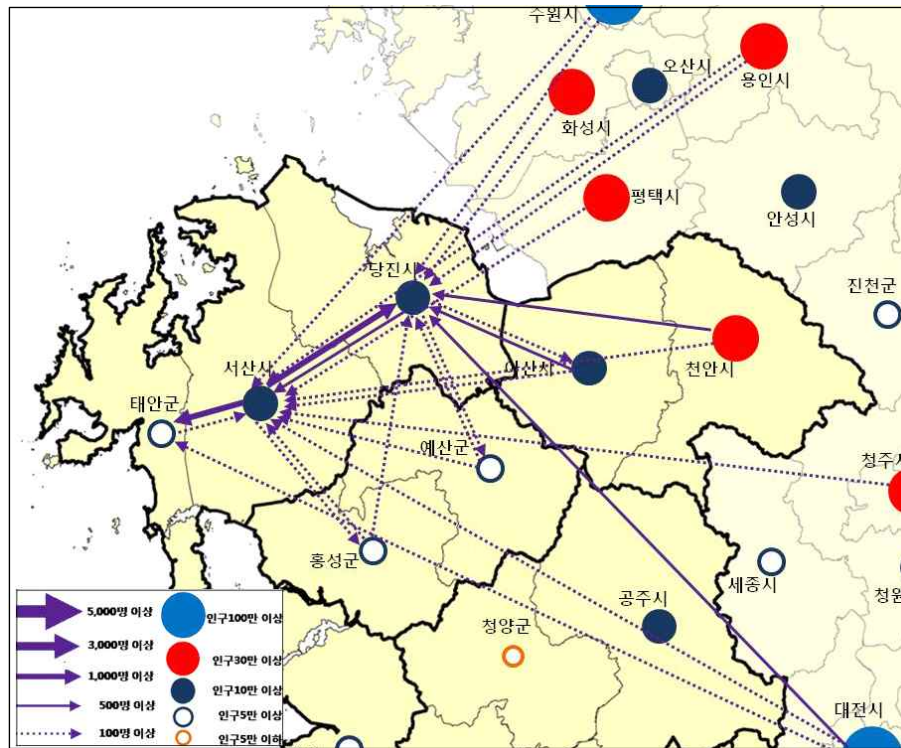 수원시
오산시
용인시
화성시
평택시
안성시
당진시
진천군
서산시
아산시
천안시
태안군
예산군
청주시
홍성군
세종시
공주시
청원
청양군
대전시
5,000명 이상
인구100만 이상
3,000명 이상
인구30만 이상
1,000명 이상
인구10만 이상
500명 이상
인구5만 이상
100명 이상
인구5만 이하